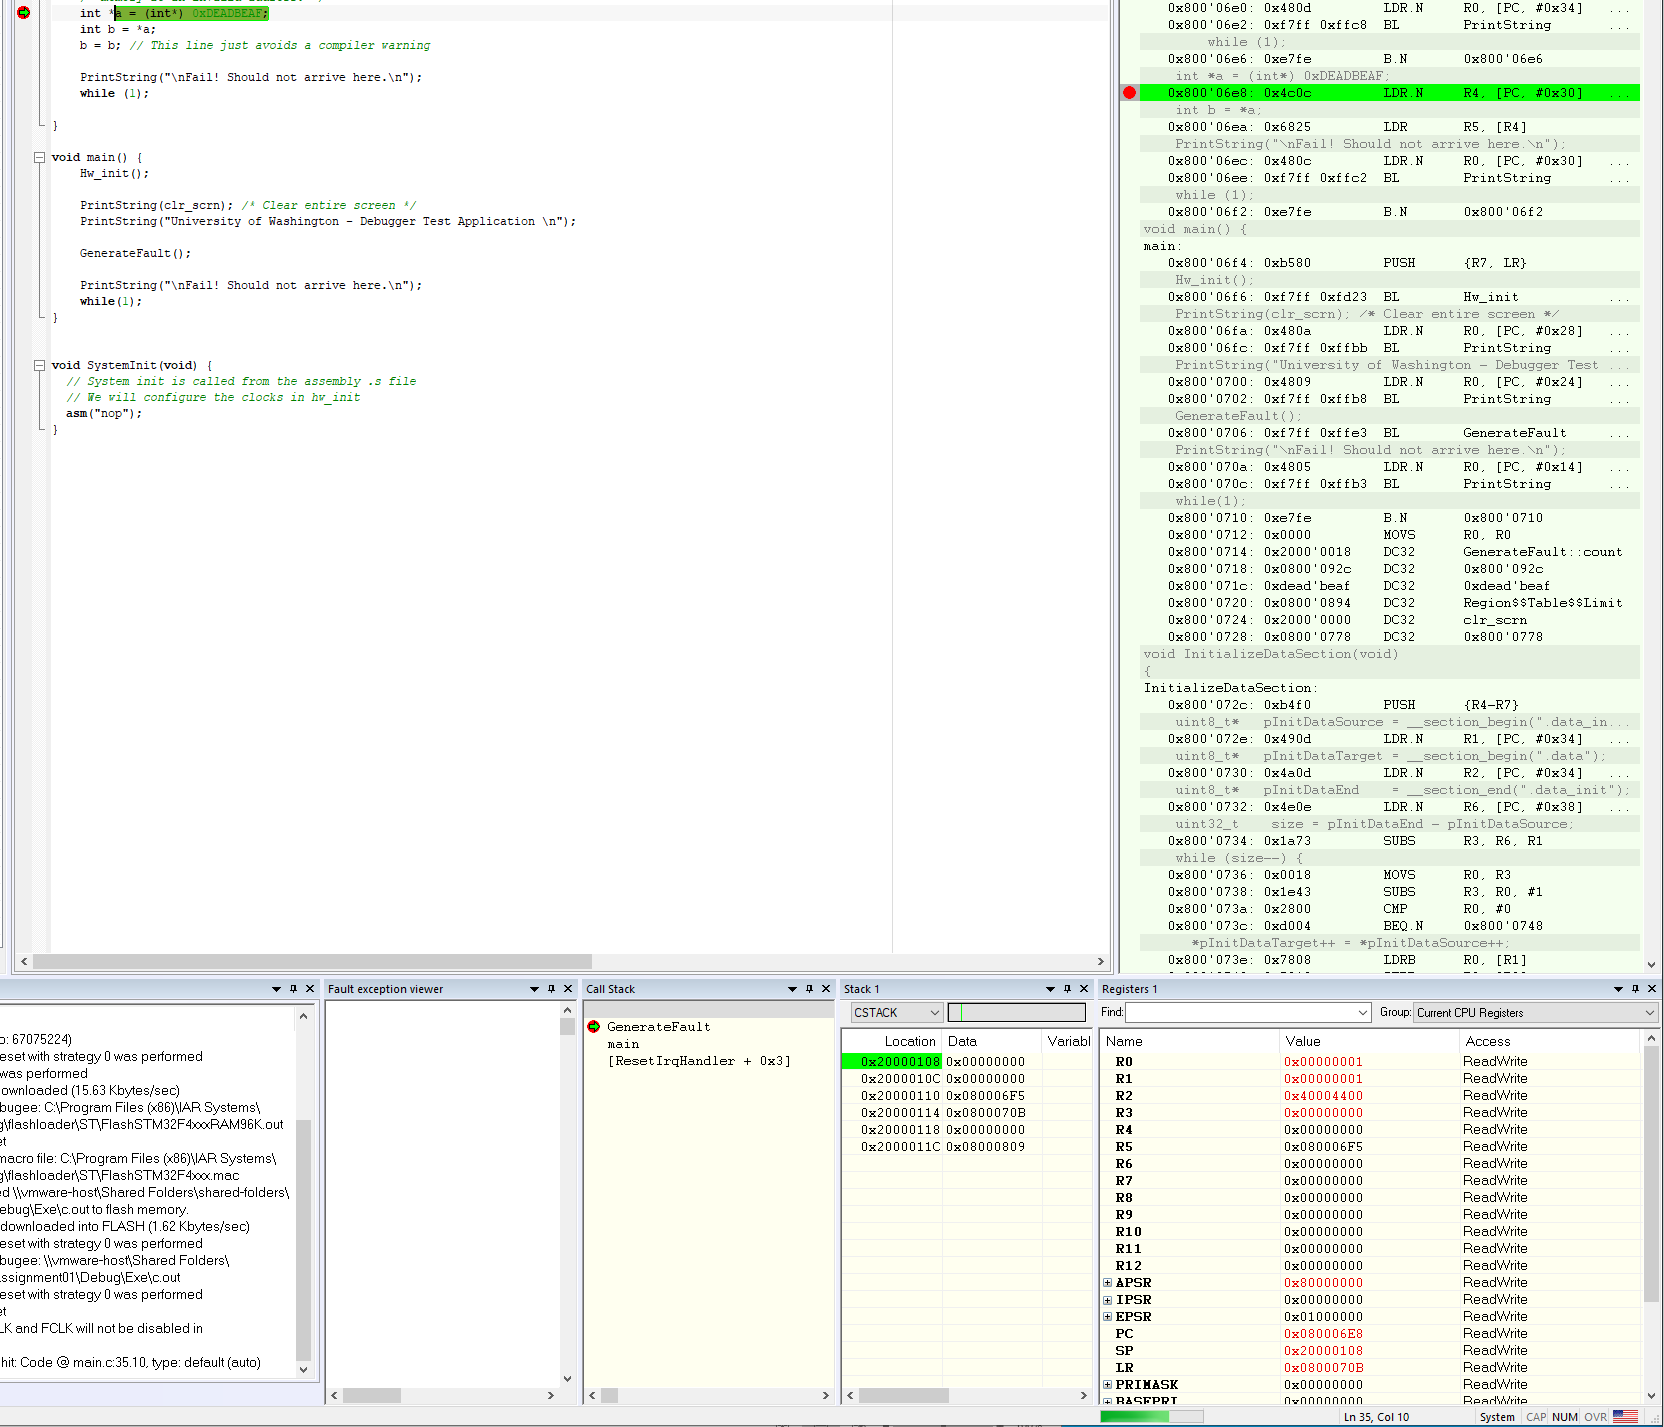 int *a = (int*) 0xDEADBEAF;
int b = *a;
b = b; // This line just avoids a compiler warning
PrintString("\nFail! Should not arrive here.\n");
while (1);
}
void main() {
Hw_init();
PrintString(clr_scrn); /* Clear entire screen */
PrintString("University of Washington - Debugger Test Application \n");
GenerateFault();
PrintString("\nFail! Should not arrive here.\n");
while(1);
}
void SystemInit(void) {
// System init is called from the assembly .s file
// We will configure the clocks in hw_init
asm("nop");
}
0x800'06e0: 0x480d LDR.N R0, [PC, #0x34] ...
0x800'06e2: 0xf7ff 0xffc8 BL PrintString ...
while (1);
0x800'06e6: 0xe7fe B.N 0x800'06e6
int *a = (int*) 0xDEADBEAF;
0x800'06e8: 0x4c0c LDR.N R4, [PC, #0x30] ...
int b = *a;
0x800'06ea: 0x6825 LDR R5, [R4]
PrintString("\nFail! Should not arrive here.\n");
0x800'06ec: 0x480c LDR.N R0, [PC, #0x30] ...
0x800'06ee: 0xf7ff 0xffc2 BL PrintString ...
while (1);
0x800'06f2: 0xe7fe B.N 0x800'06f2
void main() {
main:
0x800'06f4: 0xb580 PUSH {R7, LR}
Hw_init();
0x800'06f6: 0xf7ff 0xfd23 BL Hw_init ...
PrintString(clr_scrn); /* Clear entire screen */
0x800'06fa: 0x480a LDR.N R0, [PC, #0x28] ...
0x800'06fc: 0xf7ff 0xffbb BL PrintString ...
PrintString("University of Washington - Debugger Test ...
0x800'0700: 0x4809 LDR.N R0, [PC, #0x24] ...
0x800'0702: 0xf7ff 0xffb8 BL PrintString ...
GenerateFault();
0x800'0706: 0xf7ff 0xffe3 BL GenerateFault ...
PrintString("\nFail! Should not arrive here.\n");
0x800'070a: 0x4805 LDR.N R0, [PC, #0x14] ...
0x800'070c: 0xf7ff 0xffb3 BL PrintString ...
while(1);
0x800'0710: 0xe7fe B.N 0x800'0710
0x800'0712: 0x0000 MOVS R0, R0
0x800'0714: 0x2000'0018 DC32 GenerateFault::count
0x800'0718: 0x0800'092c DC32 0x800'092c
0x800'071c: 0xdead'beaf DC32 0xdead'beaf
0x800'0720: 0x0800'0894 DC32 Region$$Table$$Limit
0x800'0724: 0x2000'0000 DC32 clr_scrn
0x800'0728: 0x0800'0778 DC32 0x800'0778
void InitializeDataSection(void)
{
InitializeDataSection:
0x800'072c: 0xb4f0 PUSH {R4-R7}
uint8_t* pInitDataSource = __section_begin(".data_in...
0x800'072e: 0x490d LDR.N R1, [PC, #0x34] ...
uint8_t* pInitDataTarget = __section_begin(".data");
0x800'0730: 0x4a0d LDR.N R2, [PC, #0x34] ...
uint8_t* pInitDataEnd = __section_end(".data_init");
0x800'0732: 0x4e0e LDR.N R6, [PC, #0x38] ...
uint32_t size = pInitDataEnd - pInitDataSource;
0x800'0734: 0x1a73 SUBS R3, R6, R1
while (size--) {
0x800'0736: 0x0018 MOVS R0, R3
0x800'0738: 0x1e43 SUBS R3, R0, #1
0x800'073a: 0x2800 CMP R0, #0
0x800'073c: 0xd004 BEQ.N 0x800'0748
*pInitDataTarget++ = *pInitDataSource++;
0x800'073e: 0x7808 LDRB R0, [R1]
o: 67075224)
eset with strategy 0 was performed
was performed
ownloaded (15.63 Kbytes/sec)
bugee: C:\Program Files (x86)\IAR Systems\
g\flashloader\ST\FlashSTM32F4xxxRAM96K.out
et
macro file: C:\Program Files (x86)\IAR Systems\
g\flashloader\ST\FlashSTM32F4xxx.mac
ed \\vmware-host\Shared Folders\shared-folders\
ebug\Exe\c.out to flash memory.
downloaded into FLASH (1.62 Kbytes/sec)
eset with strategy 0 was performed
bugee: \\vmware-host\Shared Folders\
ssignment01\Debug\Exe\c.out
eset with strategy 0 was performed
et
LK and FCLK will not be disabled in
hit: Code @ main.c:35.10, type: default (auto)
Fault exception viewer
Call Stack
GenerateFault
main
[ResetIrqHandler + 0x3]
Stack 1
CSTACK
Location Data Variabl
0x20000108 0x00000000
0x2000010C 0x00000000
0x20000110 0x080006F5
0x20000114 0x0800070B
0x20000118 0x00000000
0x2000011C 0x08000809
Registers 1
Find: Group: Current CPU Registers
Name Value Access
R0 0x00000001 ReadWrite
R1 0x00000001 ReadWrite
R2 0x40004400 ReadWrite
R3 0x00000000 ReadWrite
R4 0x00000000 ReadWrite
R5 0x080006F5 ReadWrite
R6 0x00000000 ReadWrite
R7 0x00000000 ReadWrite
R8 0x00000000 ReadWrite
R9 0x00000000 ReadWrite
R10 0x00000000 ReadWrite
R11 0x00000000 ReadWrite
R12 0x00000000 ReadWrite
APSR 0x80000000 ReadWrite
IPSR 0x00000000 ReadWrite
EPSR 0x01000000 ReadWrite
PC 0x080006E8 ReadWrite
SP 0x20000108 ReadWrite
LR 0x0800070B ReadWrite
PRIMASK 0x00000000 ReadWrite
BASEPRI 0x00000000 ReadWrite
Ln 35, Col 10 System CAP NUM OVR